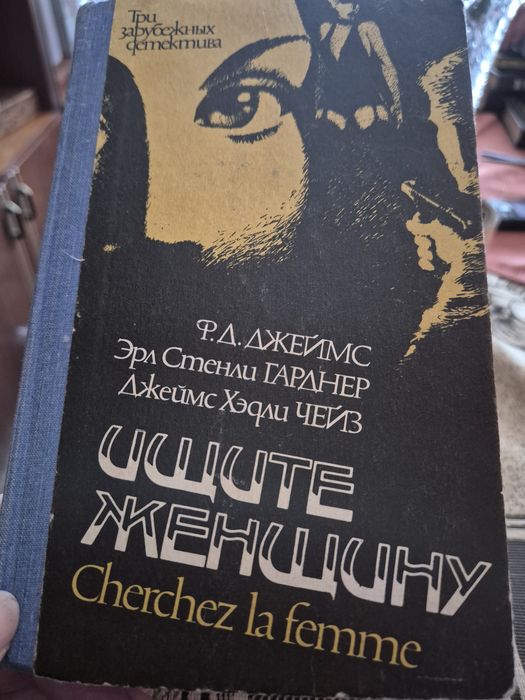 Три
зарубежных
детектива
Ф.Д. ДЖЕЙМС
Эрл Стенли ГАРДНЕР
Джеймс Хэдли ЧЕЙЗ
ИЩИТЕ
ЖЕНЩИНУ
Cherchez la femme